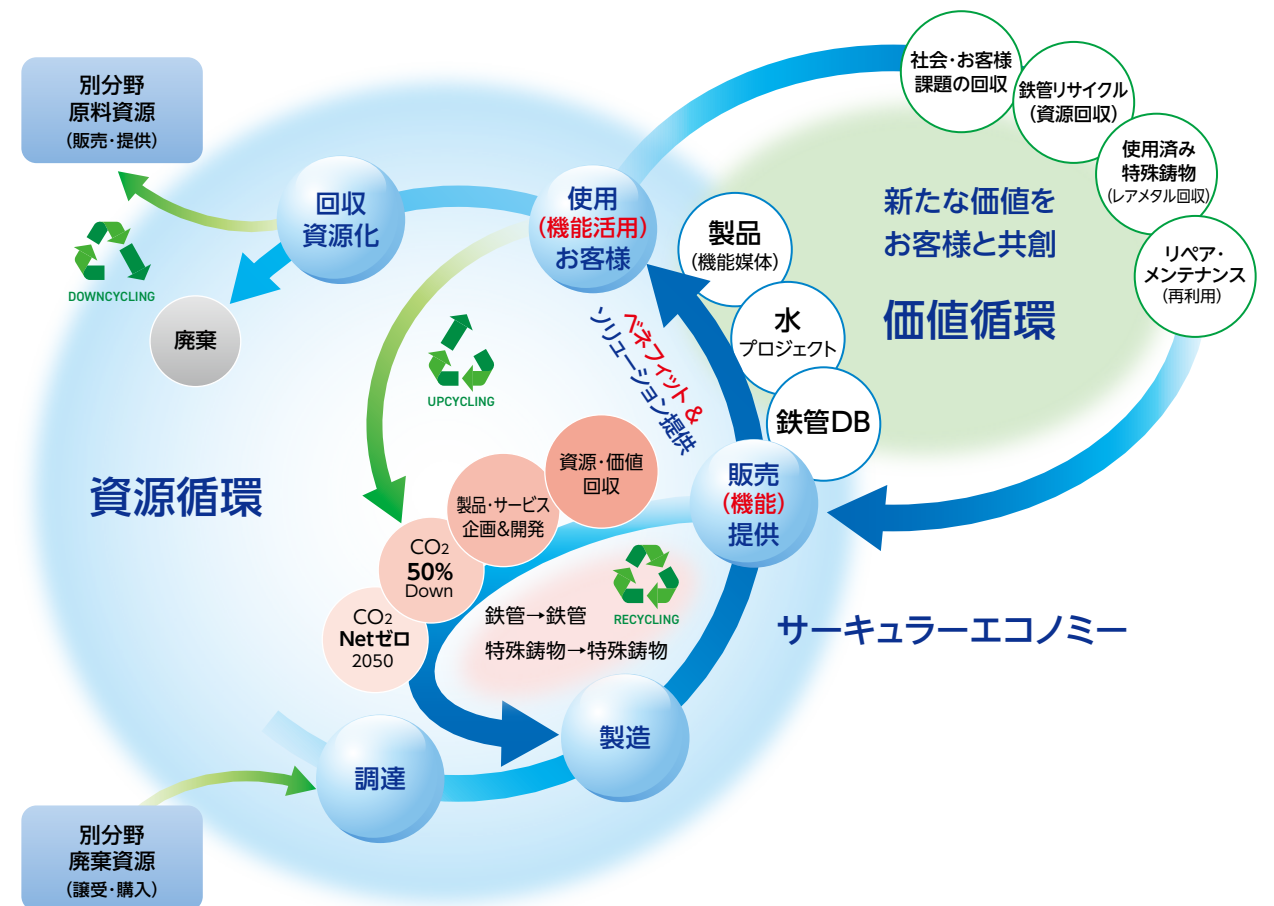 別分野
原料資源
(販売・提供)
回収
資源化
使用
(機能活用)
お客様
社会・お客様
課題の回収
鉄管リサイクル
(資源回収)
使用済み
特殊鋳物
(レアメタル回収)
リペア・
メンテナンス
(再利用)
新たな価値を
お客様と共創
価値循環
製品
(機能媒体)
水
プロジェクト
鉄管DB
DOWNCYCLING
廃棄
UPCYCLING
ベネフィット&
ソリューション提供
資源循環
資源・価値
回収
製品・サービス
企画&開発
CO2
50%
Down
CO2
Netゼロ
2050
販売
(機能)
提供
RECYCLING
鉄管→鉄管
特殊鋳物→特殊鋳物
サーキュラーエコノミー
製造
調達
別分野
廃棄資源
(譲受・購入)